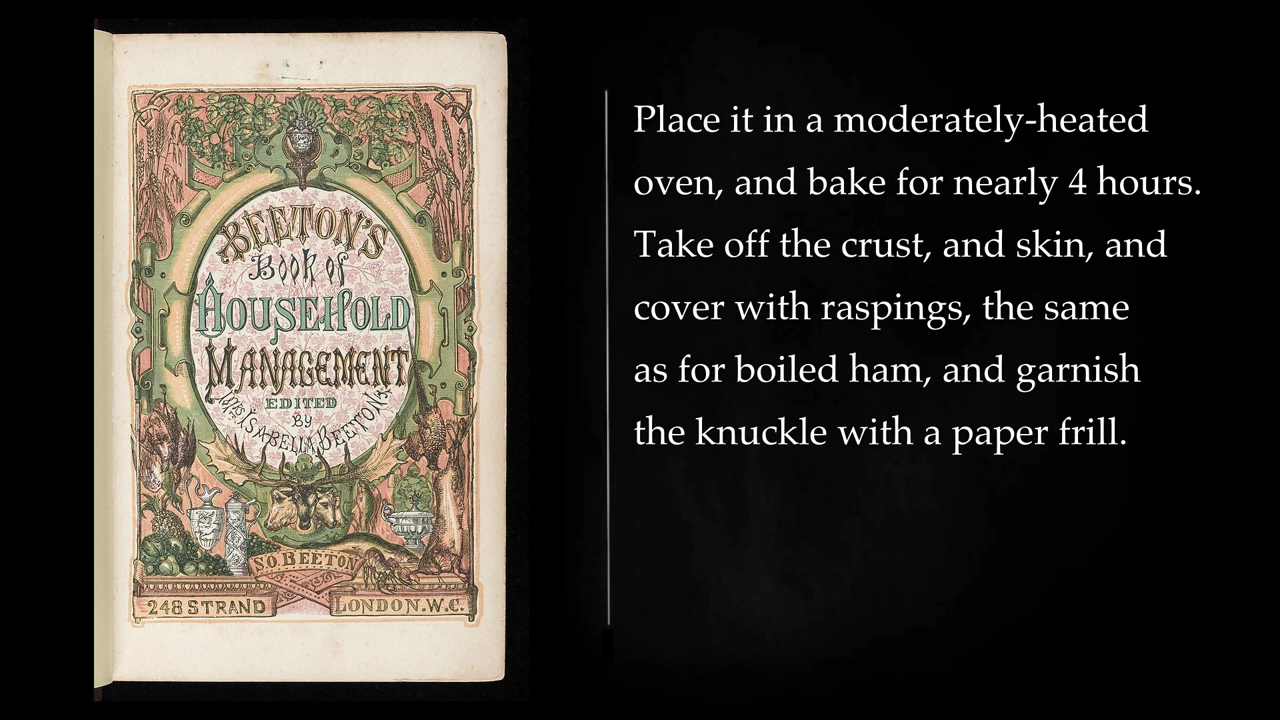 BEETON'S
Book of
HOUSEHOLD
MANAGEMENT
EDITED
By
MRS ISABELLA BEETON
S.O. BEETON
248 STRAND
LONDON. W.C.
Place it in a moderately-heated
oven, and bake for nearly 4 hours.
Take off the crust, and skin, and
cover with raspings, the same
as for boiled ham, and garnish
the knuckle with a paper frill.